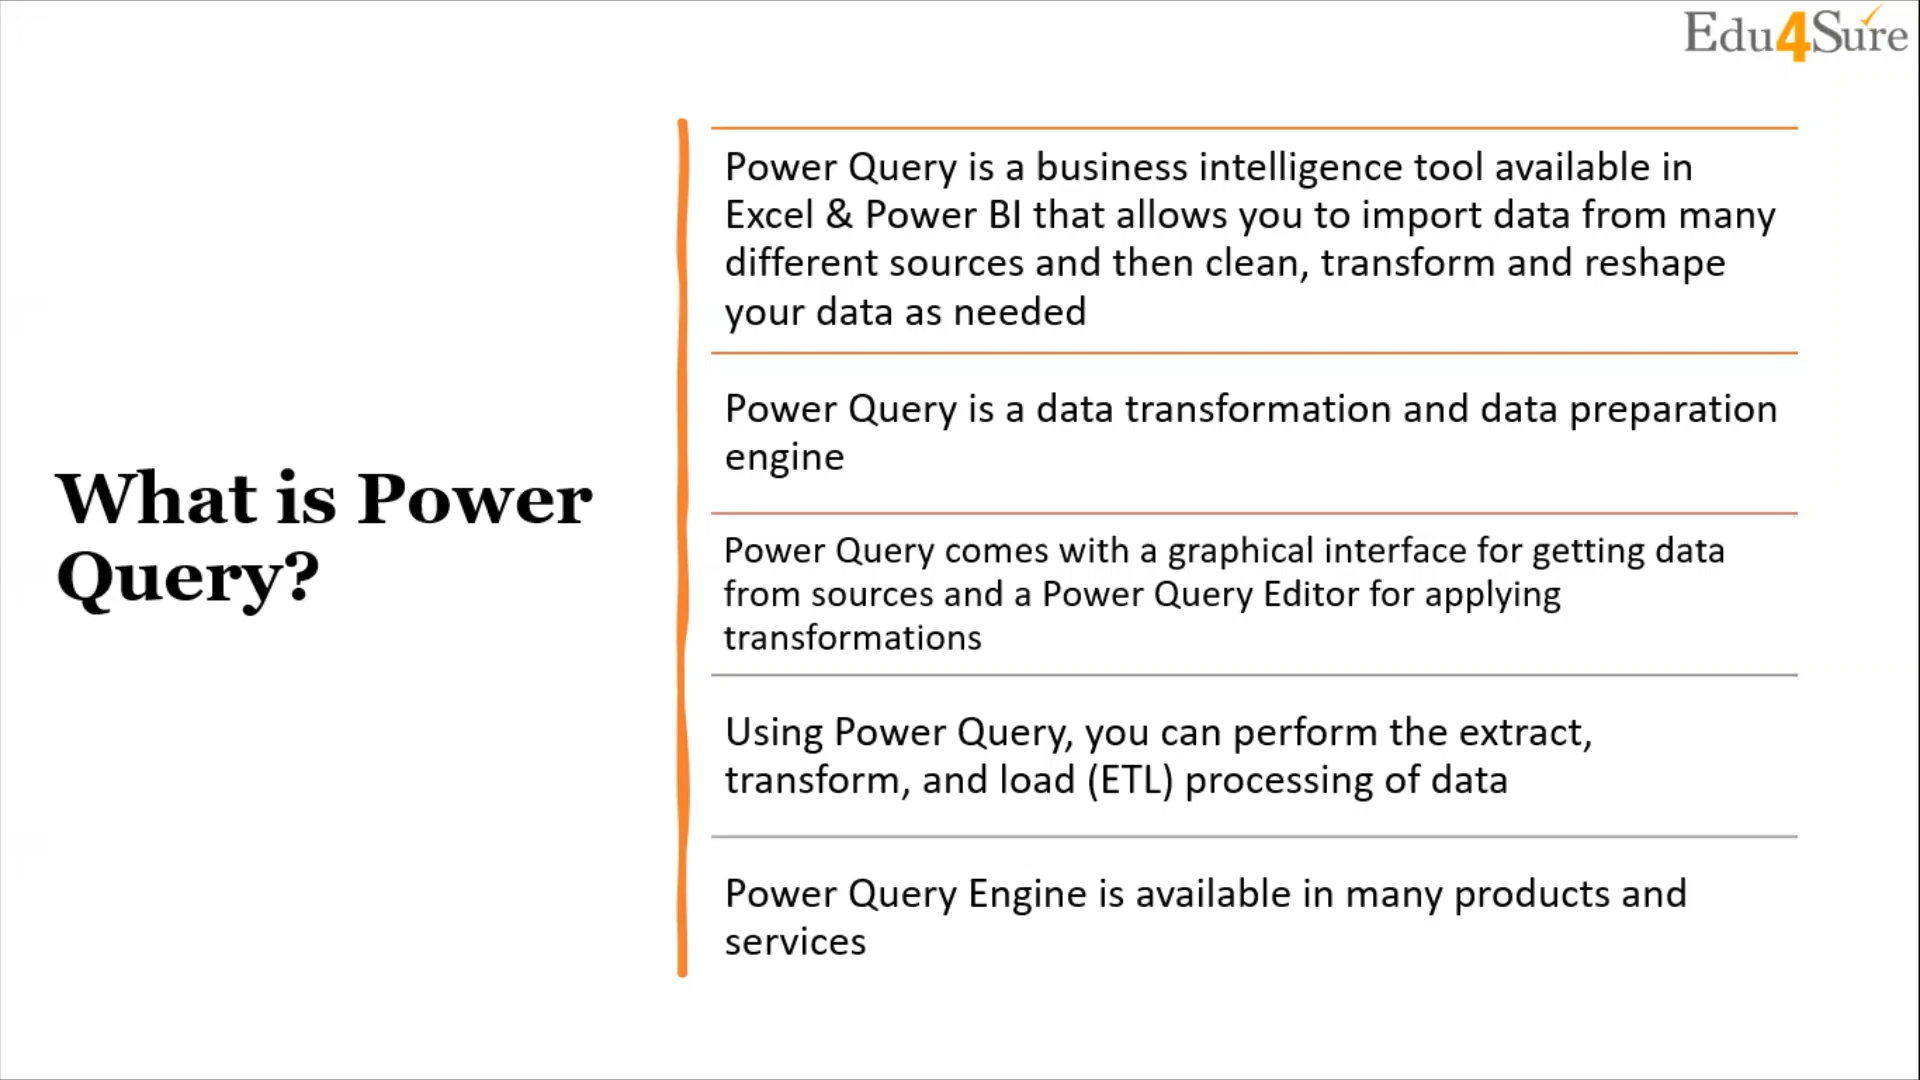 Edu4Sure
What is Power
Query?
Power Query is a business intelligence tool available in
Excel & Power BI that allows you to import data from many
different sources and then clean, transform and reshape
your data as needed
Power Query is a data transformation and data preparation
engine
Power Query comes with a graphical interface for getting data
from sources and a Power Query Editor for applying
transformations
Using Power Query, you can perform the extract,
transform, and load (ETL) processing of data
Power Query Engine is available in many products and
services